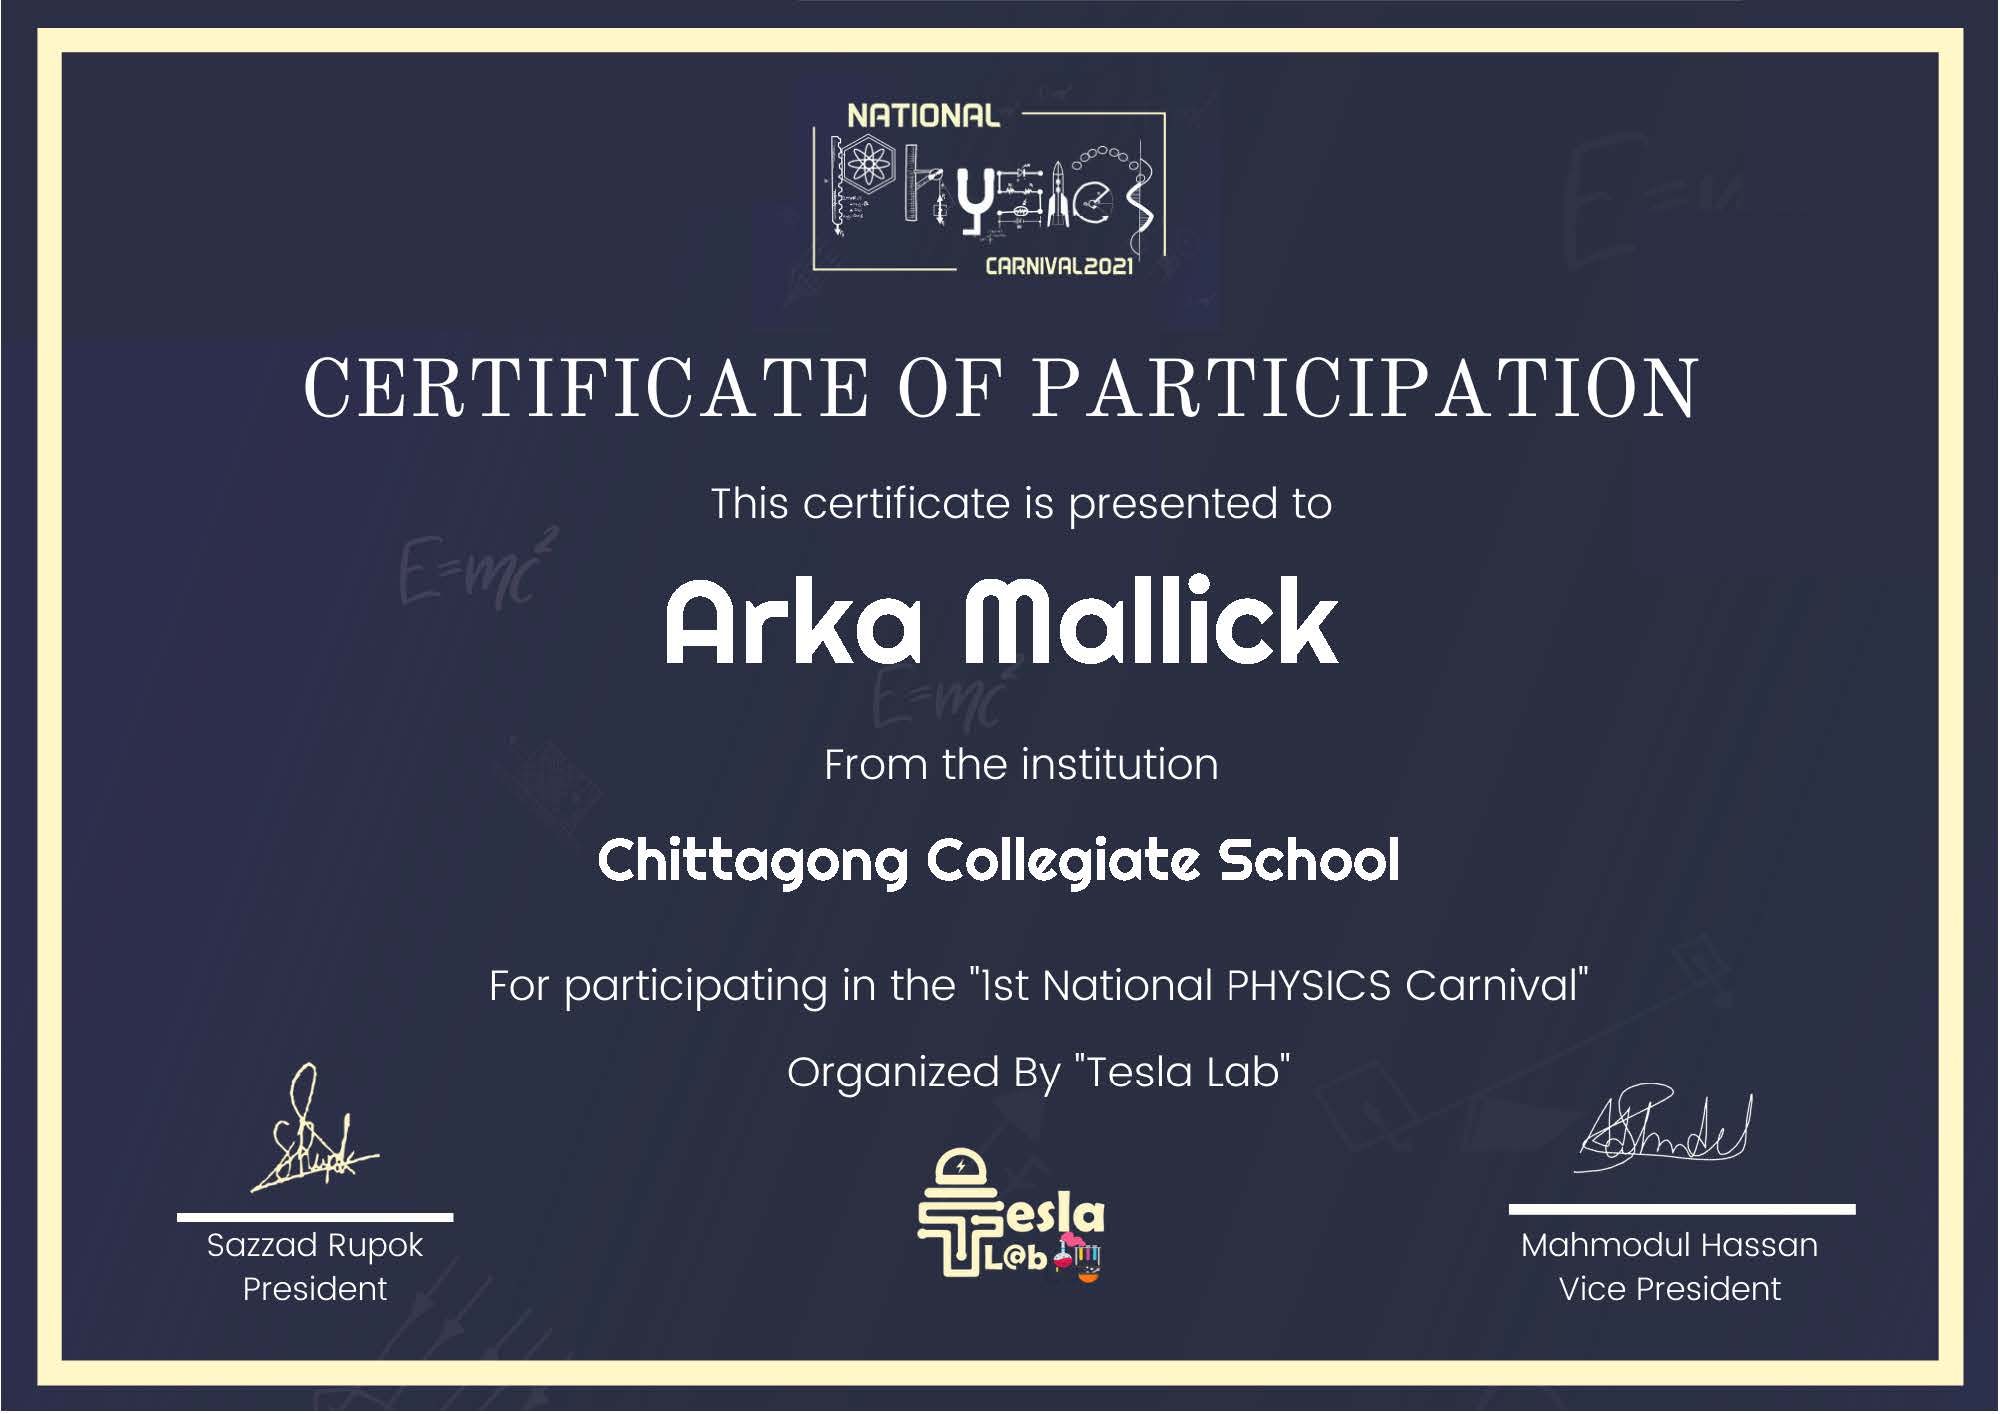 NATIONAL
Physics
CARNIVAL2021
CERTIFICATE OF PARTICIPATION
This certificate is presented to
Arka Mallick
E=mc²
E=mc²
From the institution
Chittagong Collegiate School
For participating in the "1st National PHYSICS Carnival"
Organized By "Tesla Lab"
Tesla
L@b
Sazzad Rupok
President
Mahmodul Hassan
Vice President